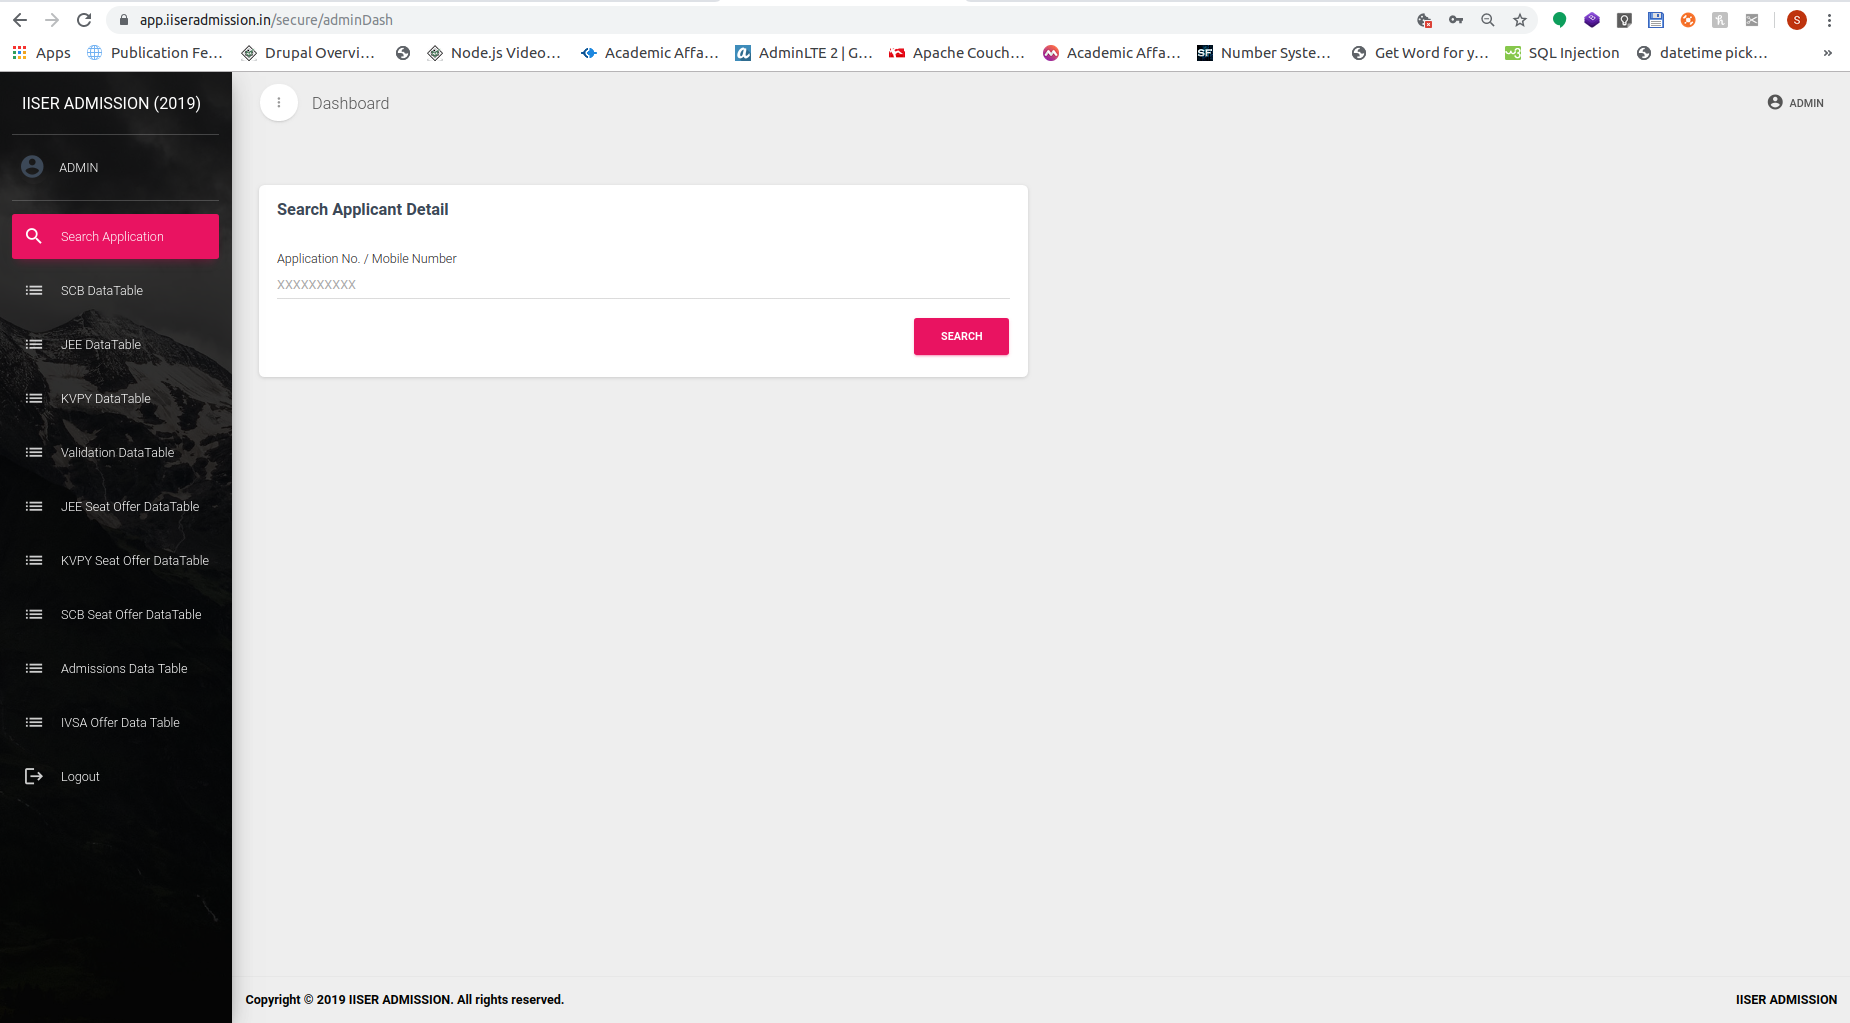 app.iiseradmission.in/secure/adminDash
S
Apps
Publication Fe...
Drupal Overvi...
Node.js Video...
Academic Affa...
AdminLTE 2 | G...
Apache Couch...
Academic Affa...
SF
Number Syste...
Get Word for y...
SQL Injection
datetime pick...
»
IISER ADMISSION (2019)
ADMIN
Search Application
SCB DataTable
JEE DataTable
KVPY DataTable
Validation DataTable
JEE Seat Offer DataTable
KVPY Seat Offer DataTable
SCB Seat Offer DataTable
Admissions Data Table
IVSA Offer Data Table
Logout
Dashboard
ADMIN
Search Applicant Detail
Application No. / Mobile Number
XXXXXXXXXX
SEARCH
Copyright © 2019 IISER ADMISSION. All rights reserved.
IISER ADMISSION